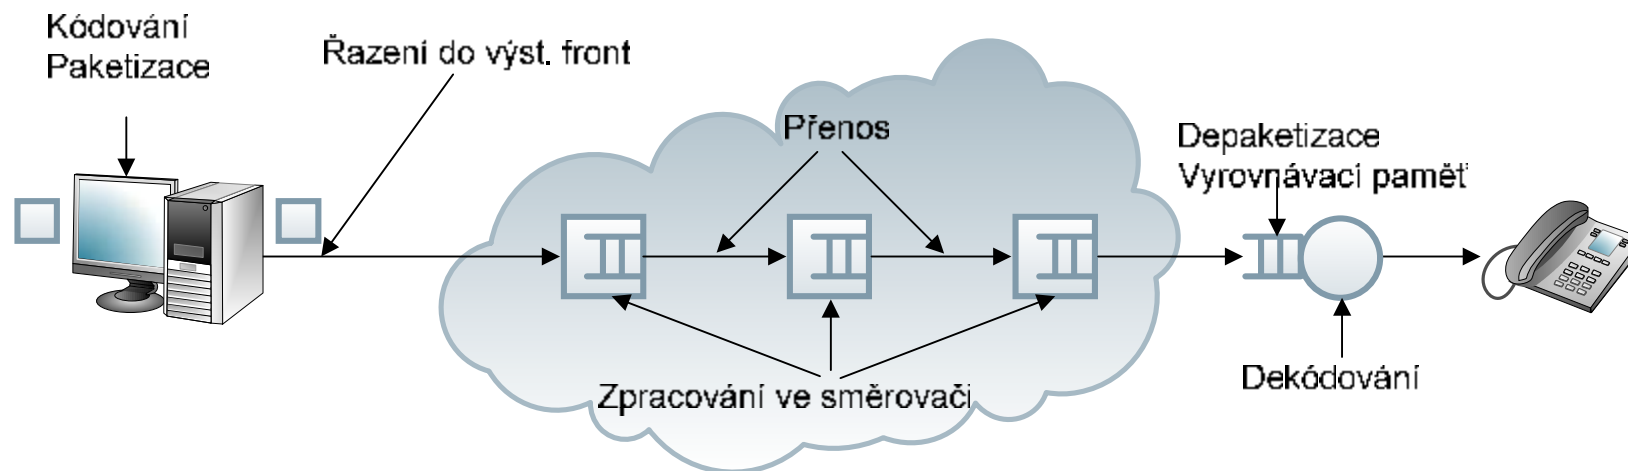 Kódování
Paketizace
Řazení do výst. front
Přenos
Depaketizace
Vyrovnávací paměť
Zpracování ve směrovači
Dekódování